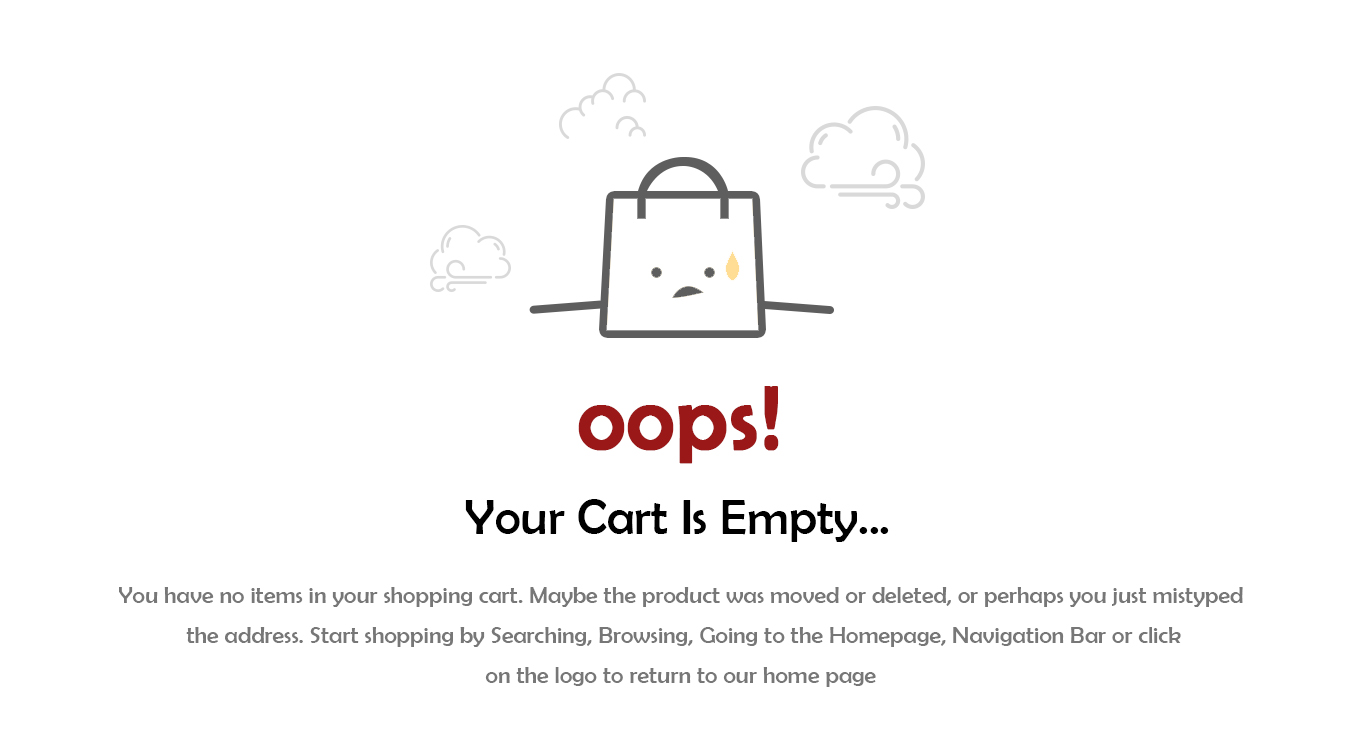 oops!
Your Cart Is Empty...
You have no items in your shopping cart. Maybe the product was moved or deleted, or perhaps you just mistyped
the address. Start shopping by Searching, Browsing, Going to the Homepage, Navigation Bar or click
on the logo to return to our home page